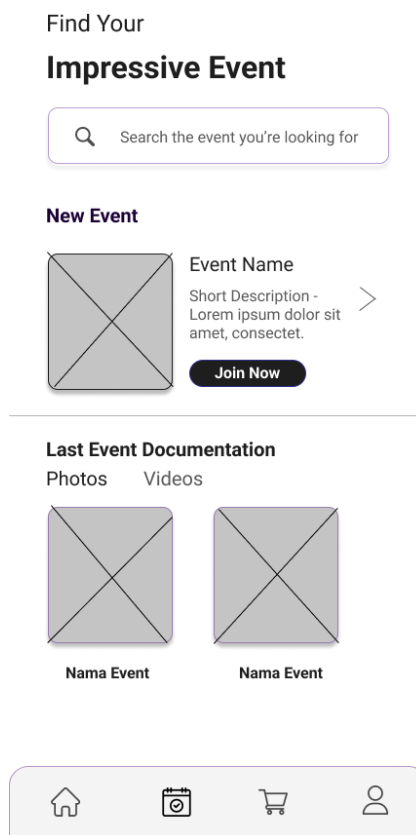 Find Your
Impressive Event
Search the event you're looking for
New Event
Event Name
Short Description -
Lorem ipsum dolor sit
amet, consectet.
Join Now
Last Event Documentation
Photos Videos
Nama Event Nama Event